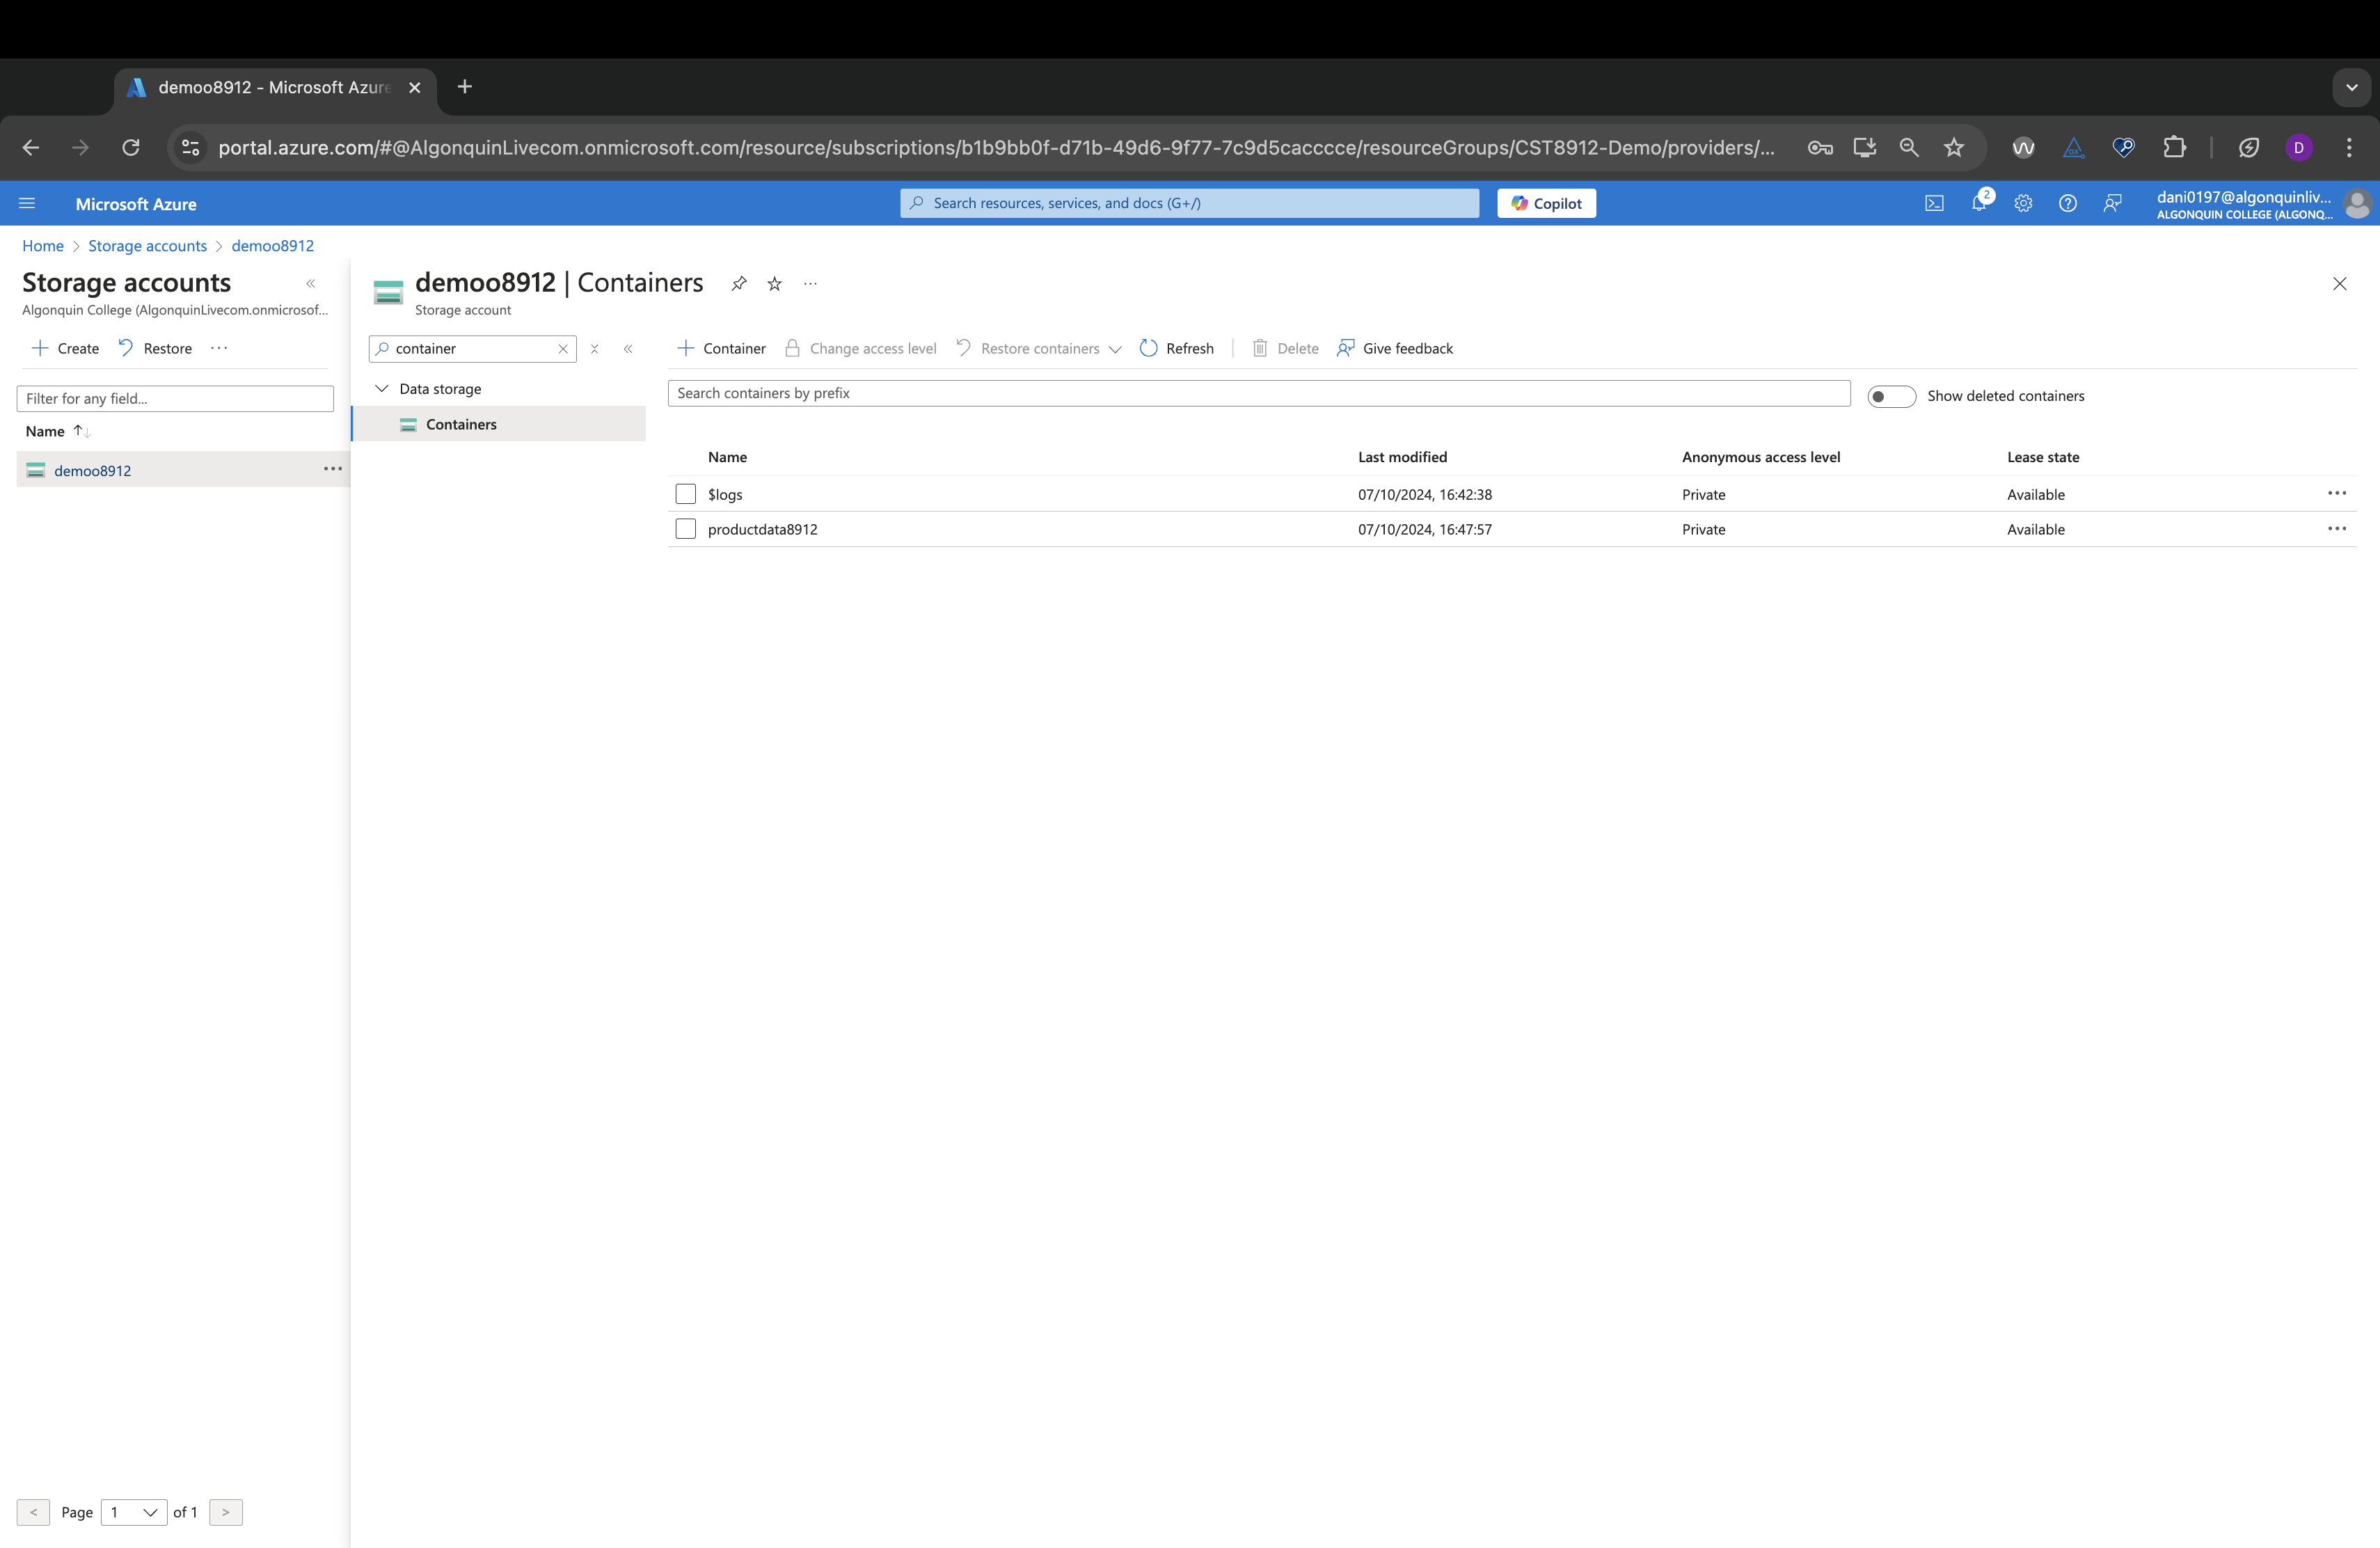 demoo8912 - Microsoft Azure
portal.azure.com/#@AlgonquinLivecom.onmicrosoft.com/resource/subscriptions/b1b9bb0f-d71b-49d6-9f77-7c9d5cacccce/resourceGroups/CST8912-Demo/providers/...
D
Microsoft Azure
Search resources, services, and docs (G+/)
Copilot
2
dani0197@algonquinliv...
ALGONQUIN COLLEGE (ALGONQ...
Home > Storage accounts > demoo8912
Storage accounts
Algonquin College (AlgonquinLivecom.onmicrosof...
Create Restore ...
Filter for any field...
Name
demoo8912 ...
< Page 1 of 1 >
demoo8912 | Containers
Storage account
container
Data storage
Containers
Container Change access level Restore containers Refresh Delete Give feedback
Search containers by prefix
Show deleted containers
Name Last modified Anonymous access level Lease state
$logs 07/10/2024, 16:42:38 Private Available ...
productdata8912 07/10/2024, 16:47:57 Private Available ...